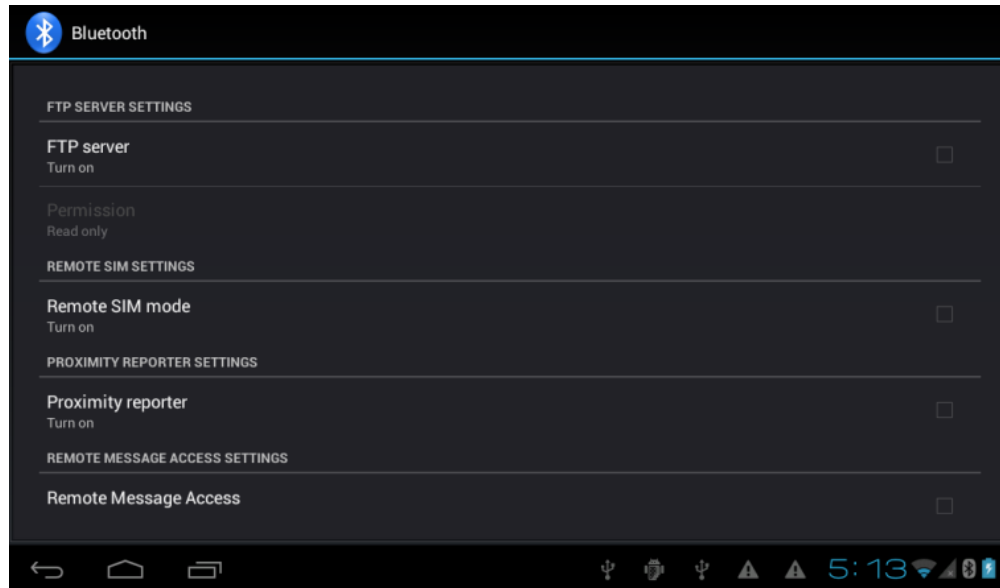 Bluetooth
FTP SERVER SETTINGS
FTP server
Turn on
Permission
Read only
REMOTE SIM SETTINGS
Remote SIM mode
Turn on
PROXIMITY REPORTER SETTINGS
Proximity reporter
Turn on
REMOTE MESSAGE ACCESS SETTINGS
Remote Message Access
5:13